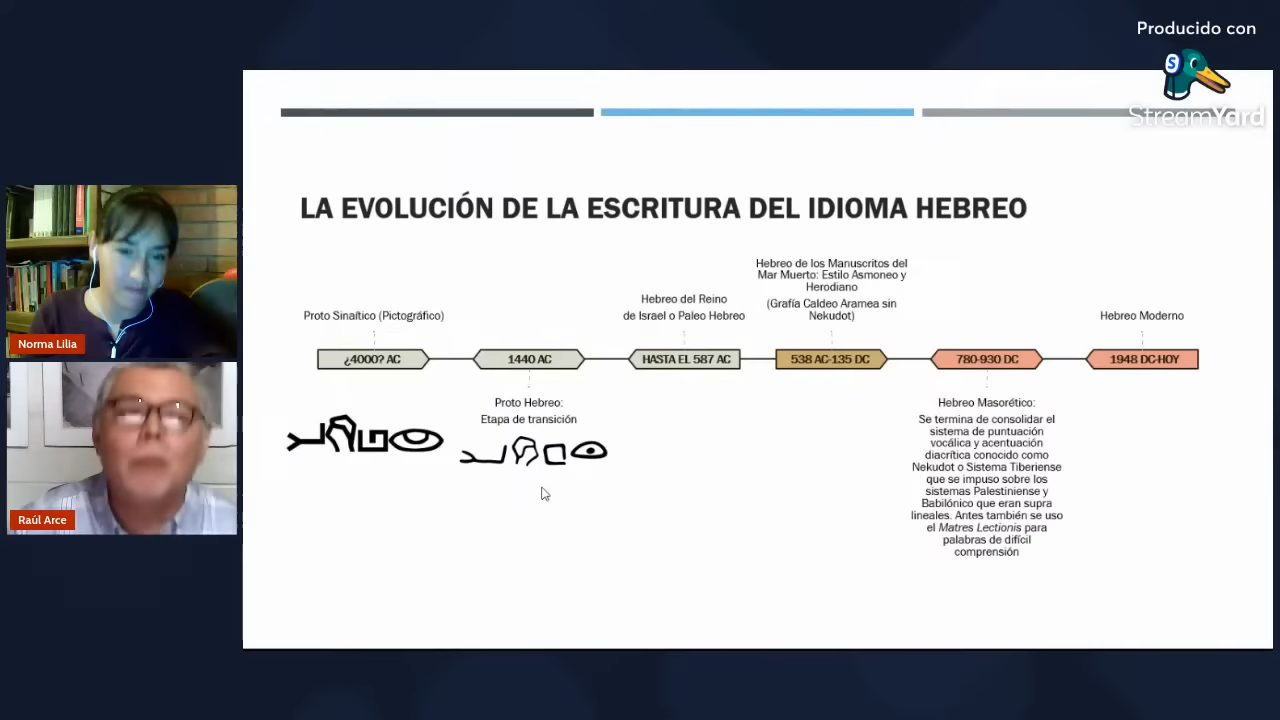 Producido con
StreamYard
LA EVOLUCIÓN DE LA ESCRITURA DEL IDIOMA HEBREO
Proto Sinaítico (Pictográfico)
¿4000? AC
1440 AC
Proto Hebreo:
Etapa de transición
Hebreo del Reino
de Israel o Paleo Hebreo
HASTA EL 587 AC
Hebreo de los Manuscritos del
Mar Muerto: Estilo Asmoneo y
Herodiano
(Grafía Caldeo Aramea sin
Nekudot)
538 AC-135 DC
780-930 DC
Hebreo Masorético:
Se termina de consolidar el
sistema de puntuación
vocálica y acentuación
diacrítica conocido como
Nekudot o Sistema Tiberiense
que se impuso sobre los
sistemas Palestiniense y
Babilónico que eran supra
lineales. Antes también se uso
el Matres Lectionis para
palabras de difícil
comprensión
Hebreo Moderno
1948 DC-HOY
Norma Lilia
Raúl Arce